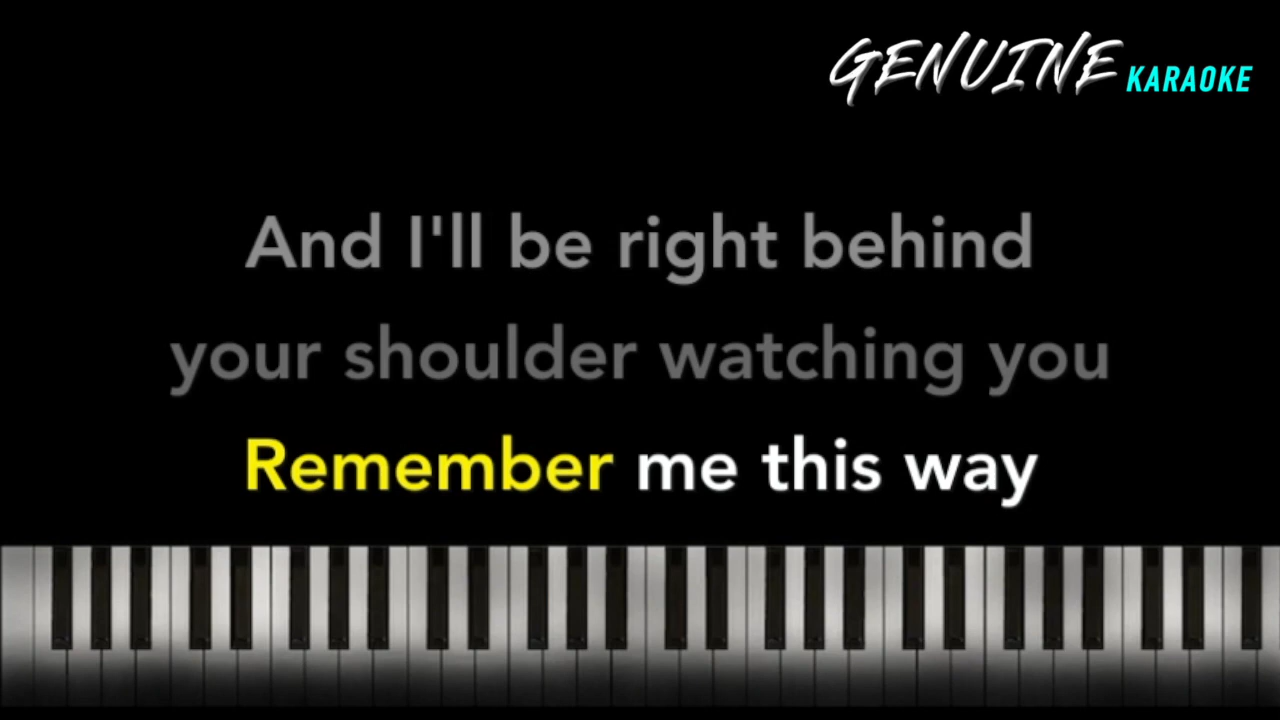 GENUINE KARAOKE
And I'll be right behind
your shoulder watching you
Remember me this way